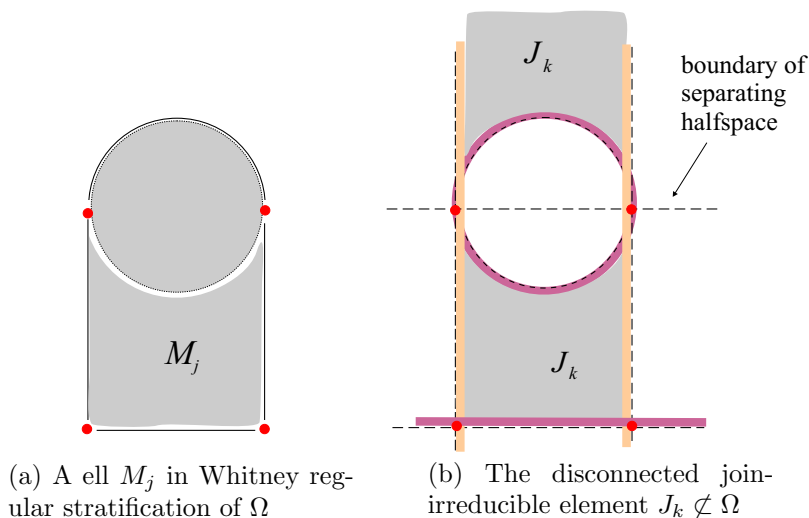 J_k
boundary of
separating
halfspace
M_j
J_k
(a) A ell M_j in Whitney reg-
ular stratification of Ω
(b) The disconnected join-
irreducible element J_k ⊄ Ω